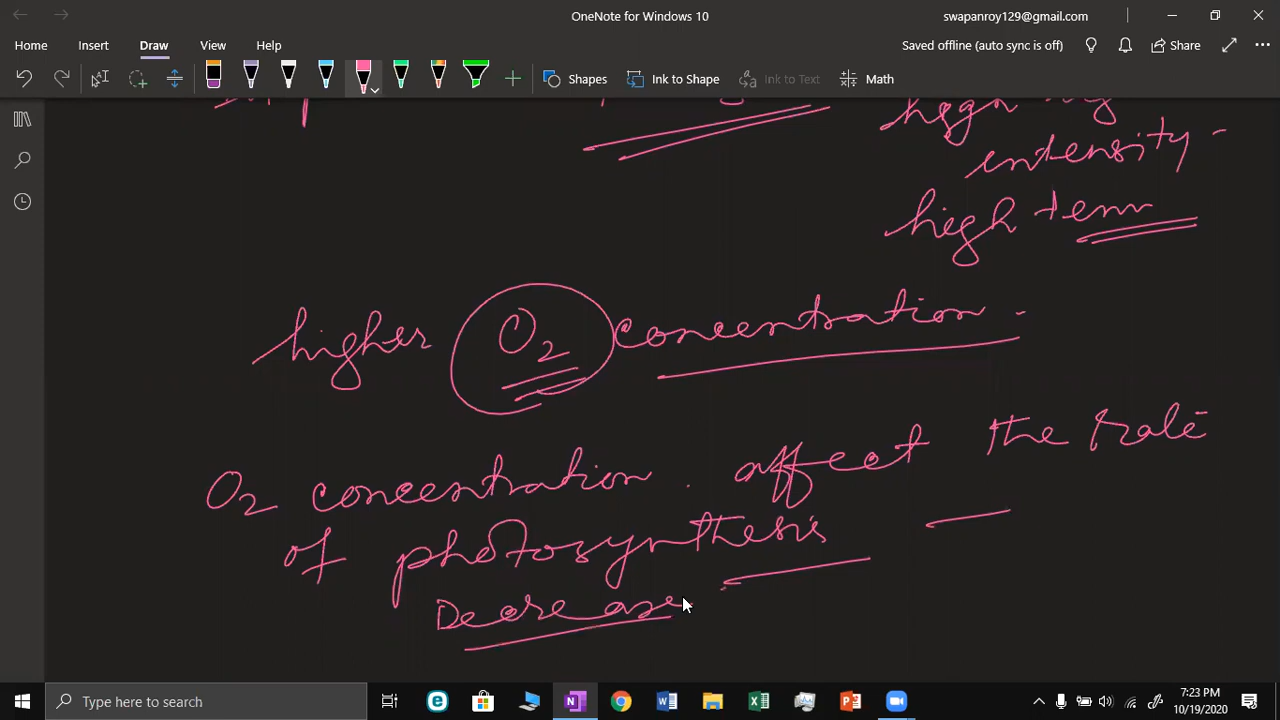 OneNote for Windows 10
swapanroy129@gmail.com
Home Insert Draw View Help
Saved offline (auto sync is off) Share
Shapes Ink to Shape Ink to Text Math
high
intensity
high tem
higher O2 concentration.
O2 concentration. affect the rate
of photosynthesis
Decrease
Type here to search
7:23 PM
10/19/2020